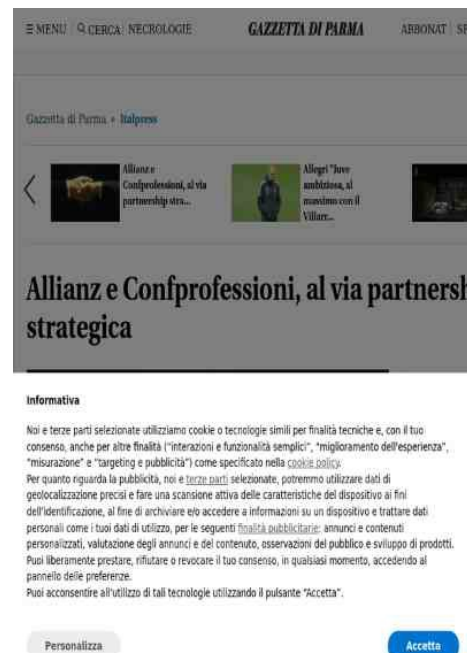 MENU CERCA NECROLOGIE GAZZETTA DI PARMA ABBONAT
Gazzetta di Parma Italpress
Allianz e
Confprofessioni, al via
partnership stra...
Allegri "Juve
ambiziosa, al
massimo con il
Villarr...
Allianz e Confprofessioni, al via partnersh
strategica
Informativa
Noi e terze parti selezionate utilizziamo cookie o tecnologie simili per finalità tecniche e, con il tuo
consenso, anche per altre finalità ("interazioni e funzionalità semplici", "miglioramento dell'esperienza",
"misurazione" e "targeting e pubblicità") come specificato nella cookie policy.
Per quanto riguarda la pubblicità, noi e terze parti selezionate, potremmo utilizzare dati di
geolocalizzazione precisi e fare una scansione attiva delle caratteristiche del dispositivo ai fini
dell'identificazione, al fine di archiviare e/o accedere a informazioni su un dispositivo e trattare dati
personali come i tuoi dati di utilizzo, per le seguenti finalità pubblicitarie: annunci e contenuti
personalizzati, valutazione degli annunci e del contenuto, osservazioni del pubblico e sviluppo di prodotti.
Puoi liberamente prestare, rifiutare o revocare il tuo consenso, in qualsiasi momento, accedendo al
pannello delle preferenze.
Puoi acconsentire all'utilizzo di tali tecnologie utilizzando il pulsante "Accetta".
Personalizza Accetta